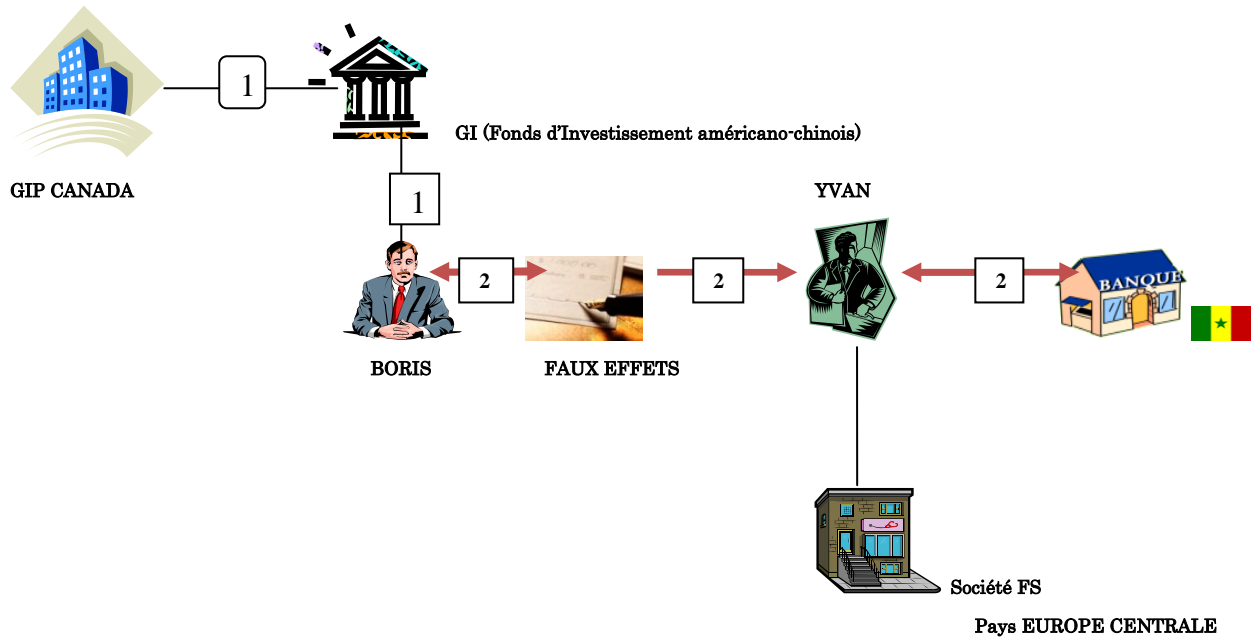 1
GI (Fonds d'Investissement américano-chinois)
GIP CANADA
1
YVAN
2
2
2
BANQUE
BORIS
FAUX EFFETS
Société FS
Pays EUROPE CENTRALE